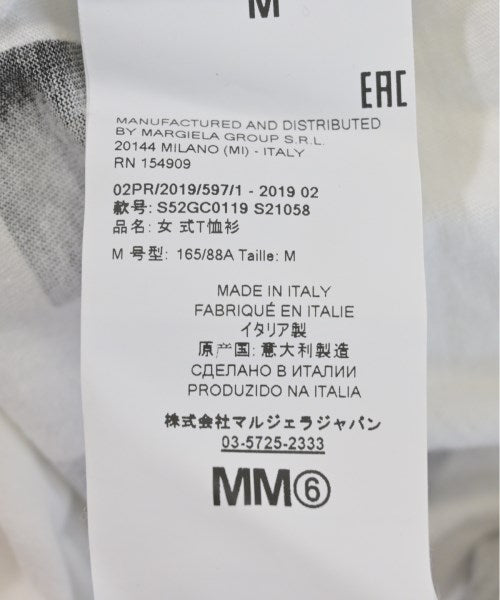 M
EAC
MANUFACTURED AND DISTRIBUTED
BY MARGIELA GROUP S.R.L.
20144 MILANO (MI) - ITALY
RN 154909
02PR/2019/597/1 - 2019 02
款号: S52GC0119 S21058
品名: 女 式T恤衫
M 号型: 165/88A Taille: M
MADE IN ITALY
FABRIQUÉ EN ITALIE
イタリア製
原产国: 意大利製造
СДЕЛАНО В ИТАЛИИ
PRODUZIDO NA ITALIA
株式会社マルジェラジャパン
03-5725-2333
MM⑥